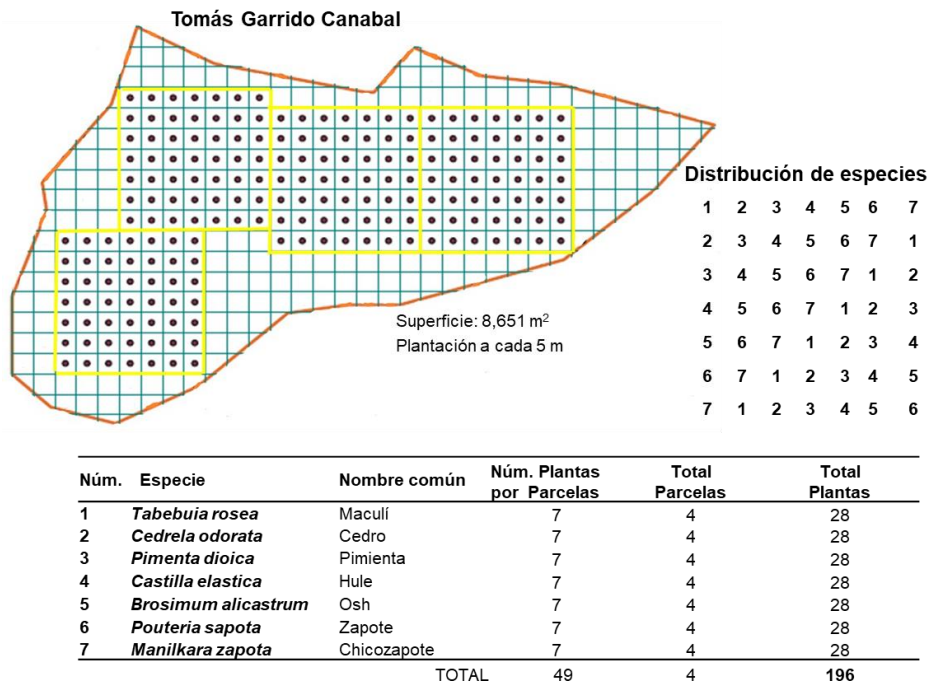 Tomás Garrido Canabal
Distribución de especies
1 2 3 4 5 6 7
2 3 4 5 6 7 1
3 4 5 6 7 1 2
4 5 6 7 1 2 3
5 6 7 1 2 3 4
6 7 1 2 3 4 5
7 1 2 3 4 5 6
Superficie: 8,651 m²
Plantación a cada 5 m
Núm. Especie Nombre común Núm. Plantas por Parcelas Total Parcelas Total Plantas
1 Tabebuia rosea Maculí 7 4 28
2 Cedrela odorata Cedro 7 4 28
3 Pimenta dioica Pimienta 7 4 28
4 Castilla elastica Hule 7 4 28
5 Brosimum alicastrum Osh 7 4 28
6 Pouteria sapota Zapote 7 4 28
7 Manilkara zapota Chicozapote 7 4 28
TOTAL 49 4 196